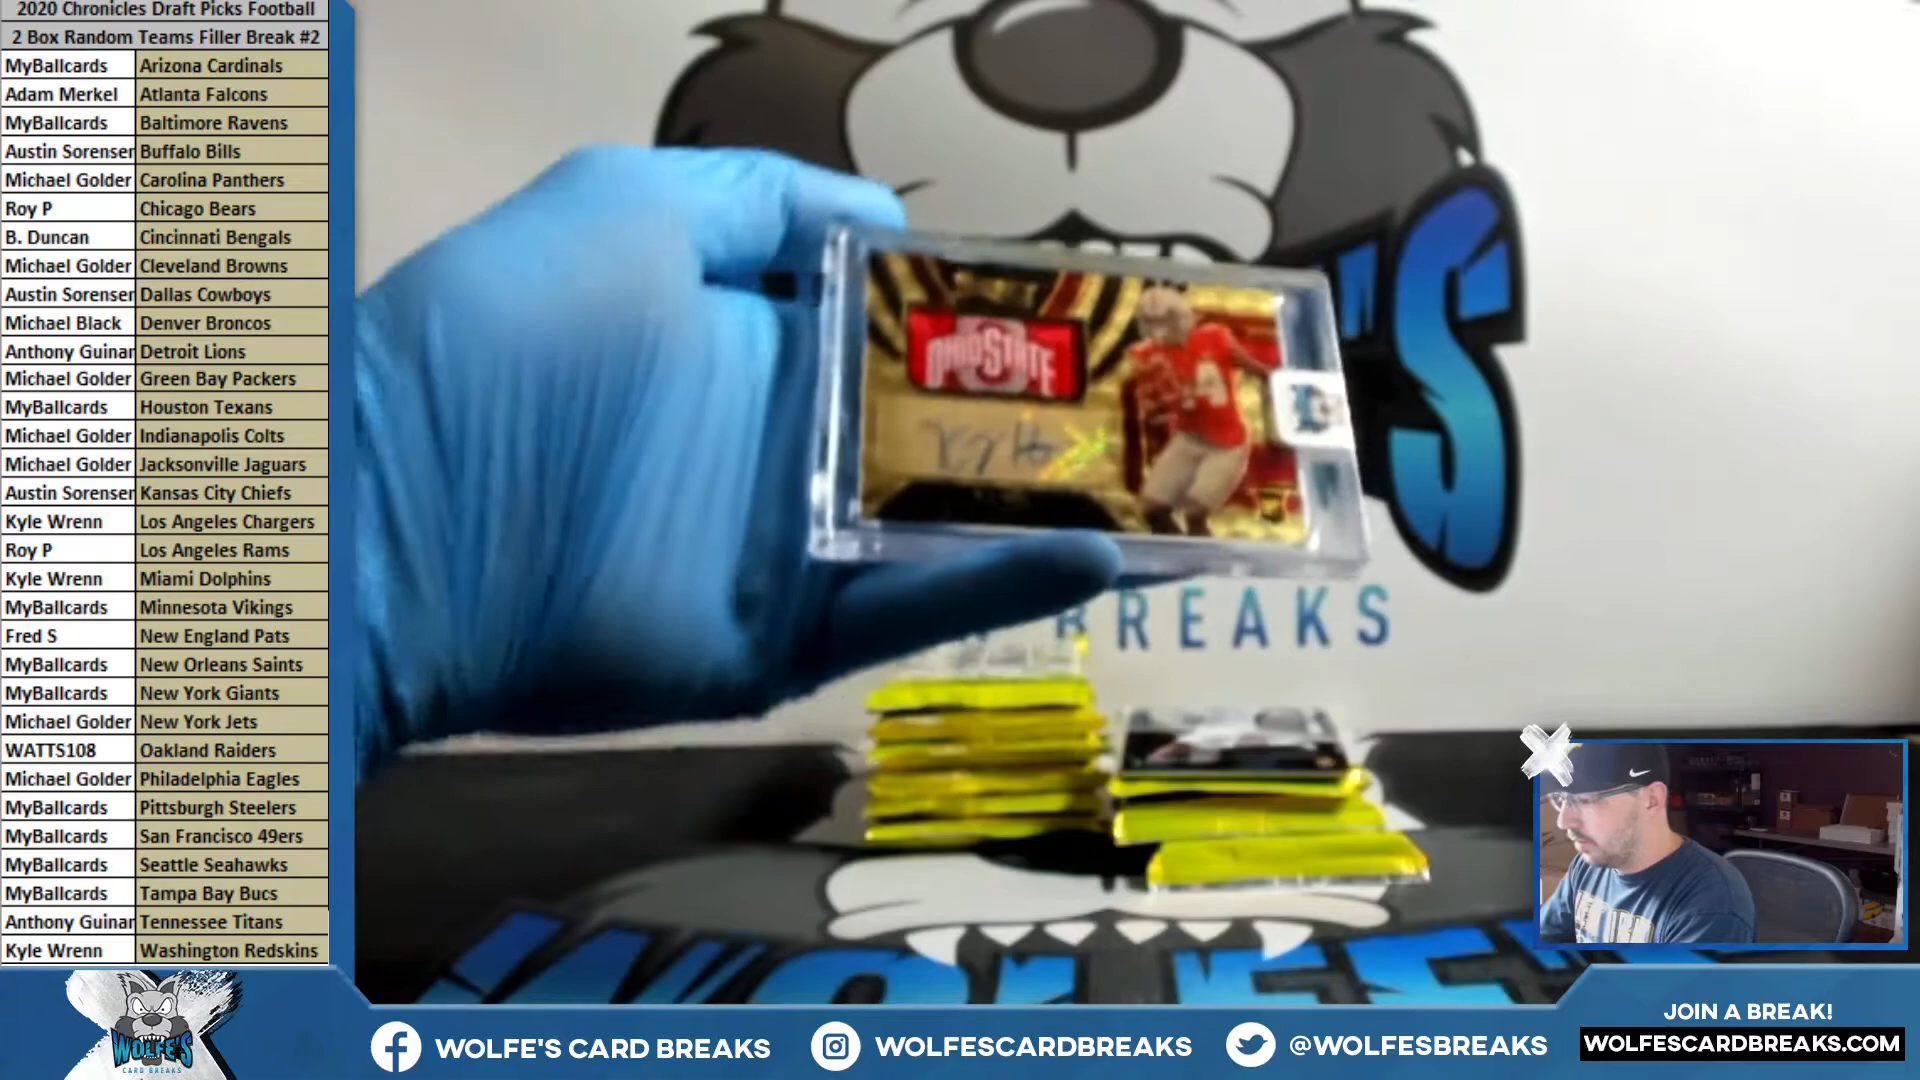 2020 Chronicles Draft Picks Football
2 Box Random Teams Filler Break #2
MyBallcards Arizona Cardinals
Adam Merkel Atlanta Falcons
MyBallcards Baltimore Ravens
Austin Sorensen Buffalo Bills
Michael Golder Carolina Panthers
Roy P Chicago Bears
B. Duncan Cincinnati Bengals
Michael Golder Cleveland Browns
Austin Sorensen Dallas Cowboys
Michael Black Denver Broncos
Anthony Guinar Detroit Lions
Michael Golder Green Bay Packers
MyBallcards Houston Texans
Michael Golder Indianapolis Colts
Michael Golder Jacksonville Jaguars
Austin Sorensen Kansas City Chiefs
Kyle Wrenn Los Angeles Chargers
Roy P Los Angeles Rams
Kyle Wrenn Miami Dolphins
MyBallcards Minnesota Vikings
Fred S New England Pats
MyBallcards New Orleans Saints
MyBallcards New York Giants
Michael Golder New York Jets
WATTS108 Oakland Raiders
Michael Golder Philadelphia Eagles
MyBallcards Pittsburgh Steelers
MyBallcards San Francisco 49ers
MyBallcards Seattle Seahawks
MyBallcards Tampa Bay Bucs
Anthony Guinar Tennessee Titans
Kyle Wrenn Washington Redskins
OHIO STATE
14
'S
BREAKS
WOLFE'S
WOLFE'S
CARD BREAKS
WOLFE'S CARD BREAKS
WOLFESCARDBREAKS
@WOLFESBREAKS
JOIN A BREAK!
WOLFESCARDBREAKS.COM